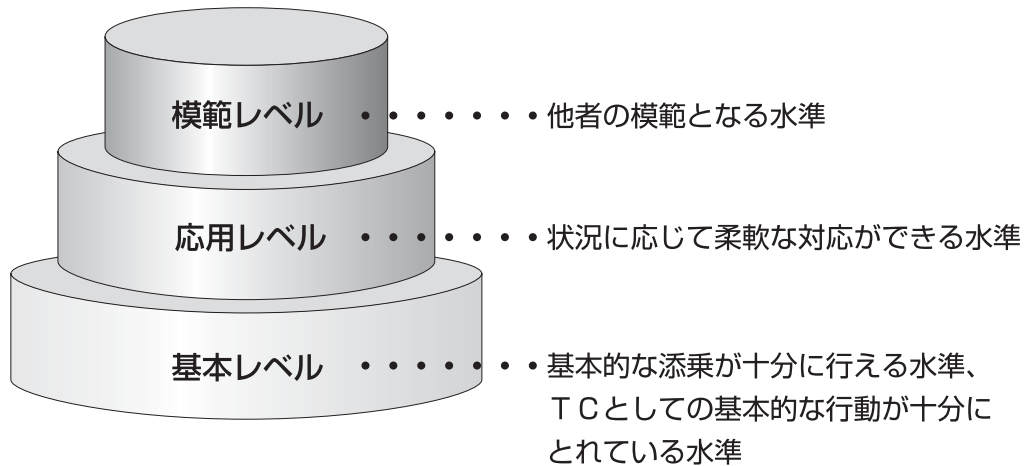 模範レベル ・・・・・・・他者の模範となる水準
応用レベル ・・・・・・・状況に応じて柔軟な対応ができる水準
基本レベル ・・・・・・・基本的な添乗が十分に行える水準、
ＴＣとしての基本的な行動が十分に
とれている水準